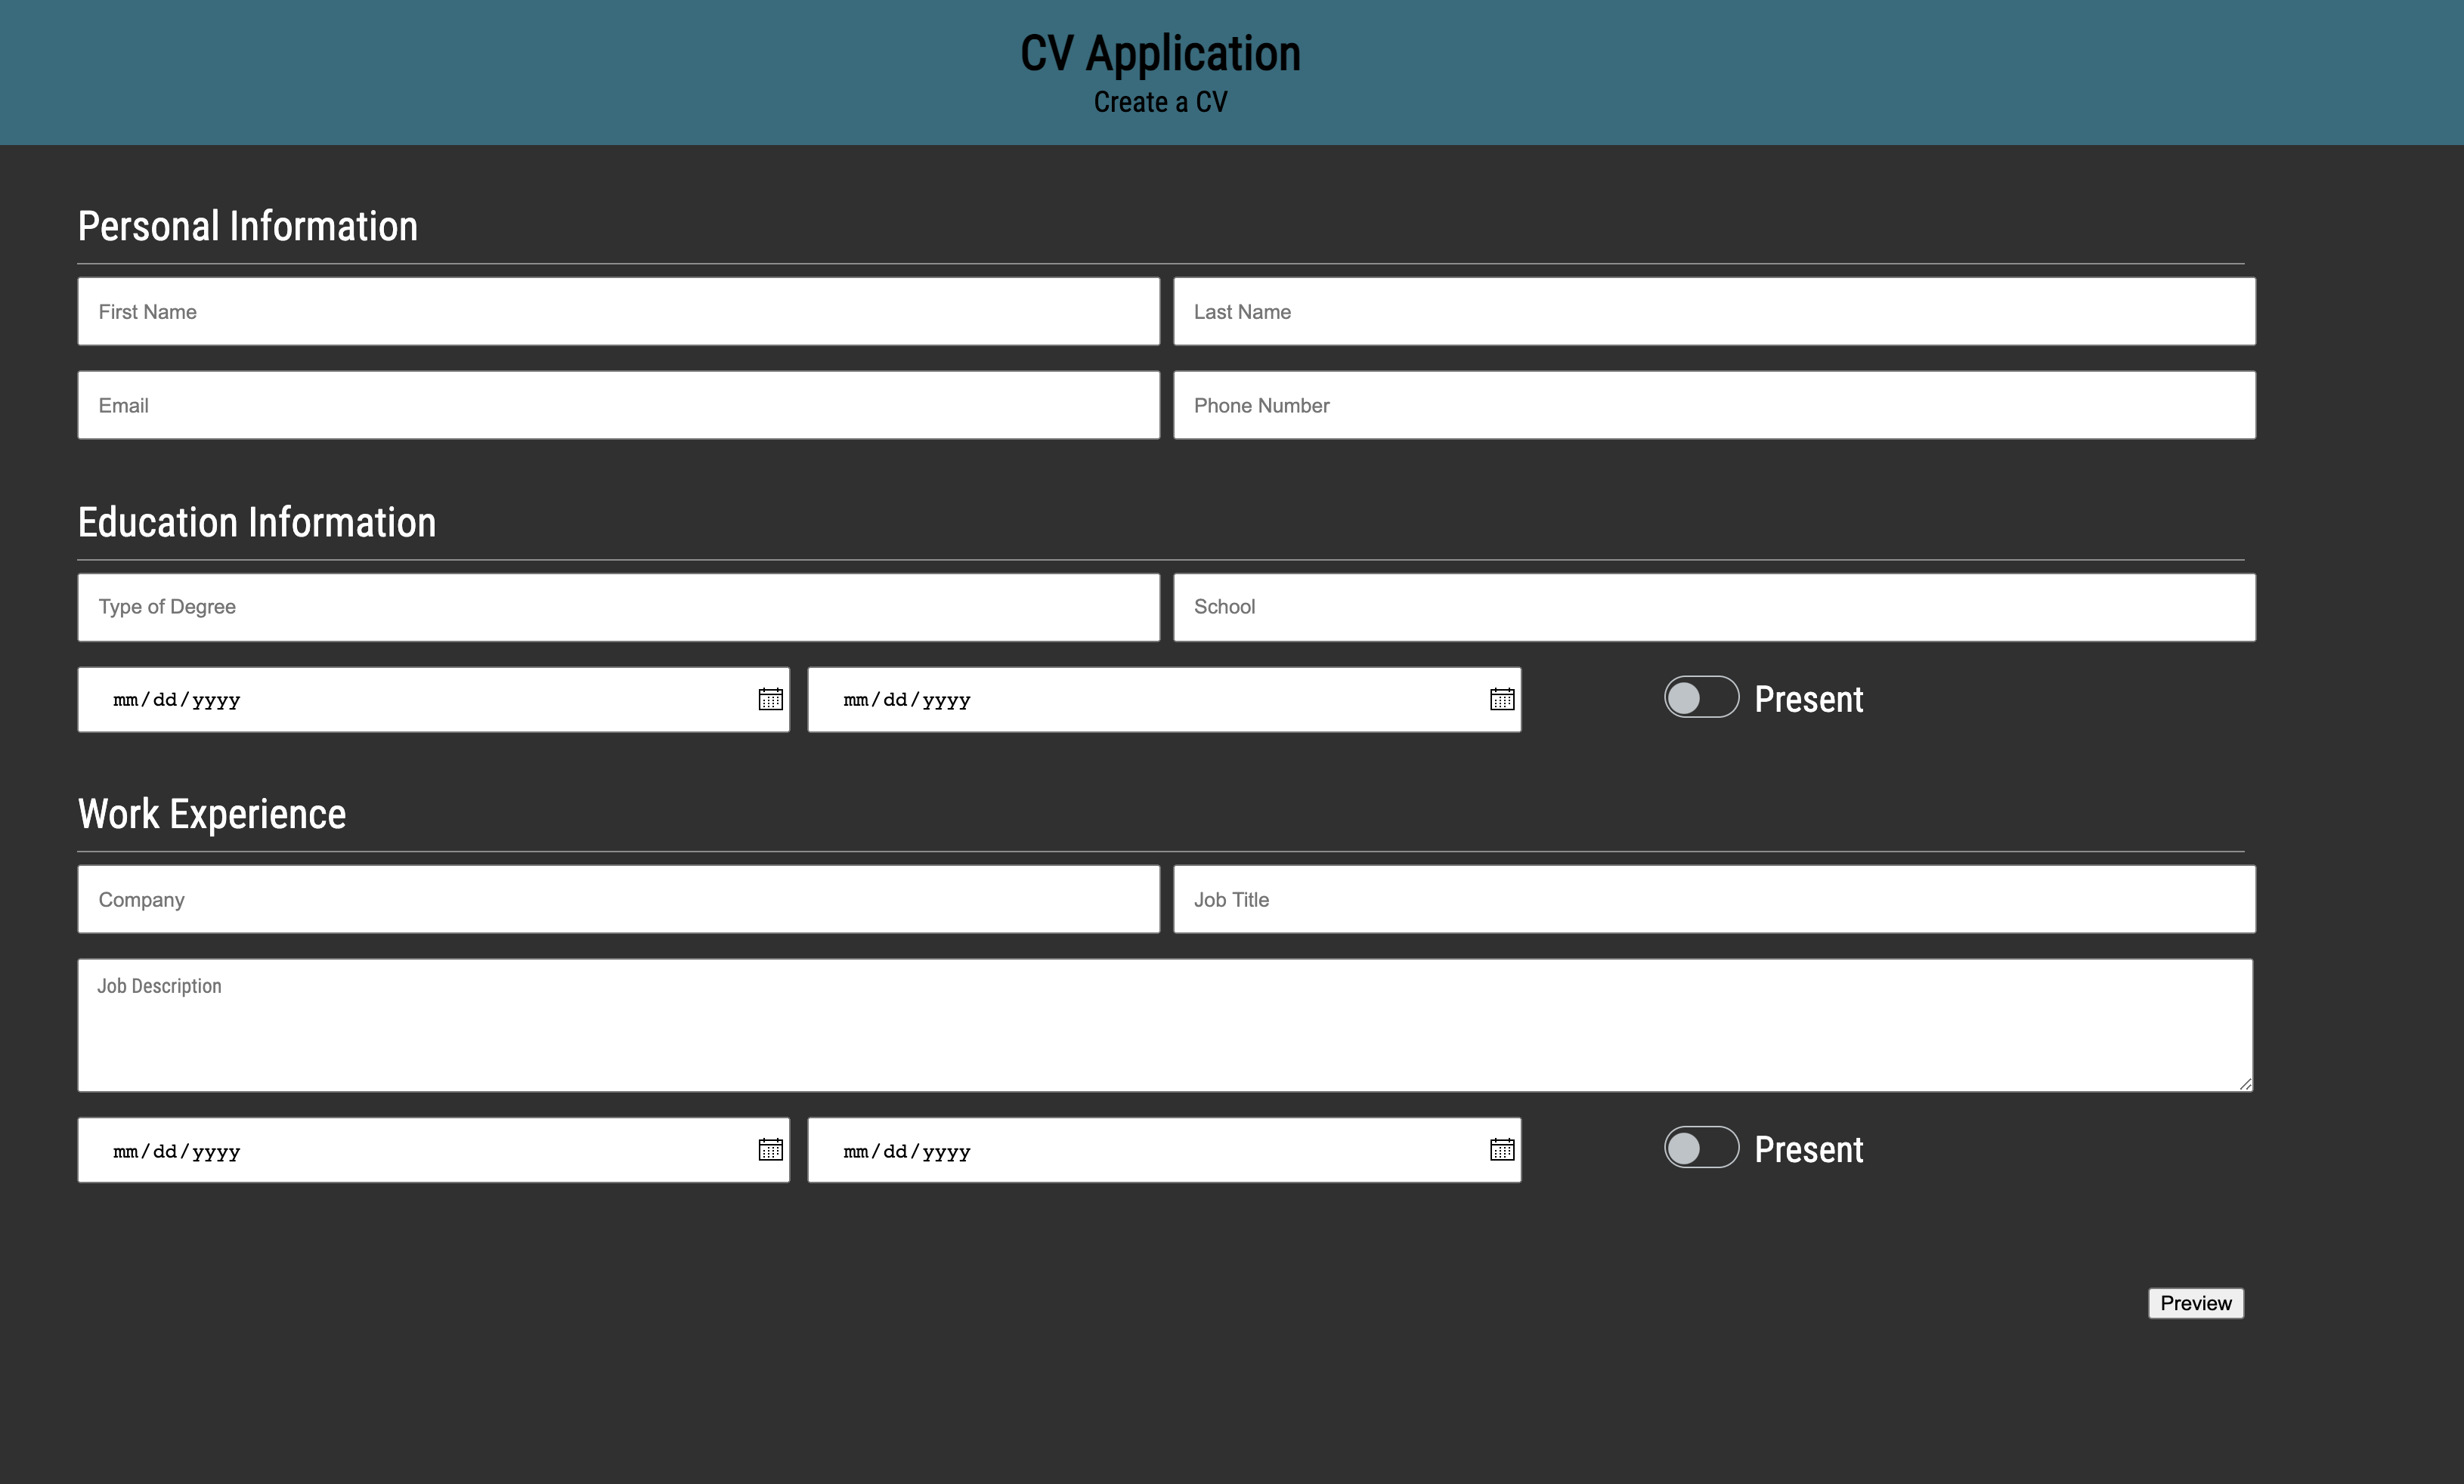 CV Application
Create a CV
Personal Information
First Name Last Name
Email Phone Number
Education Information
Type of Degree School
mm/dd/yyyy mm/dd/yyyy Present
Work Experience
Company Job Title
Job Description
mm/dd/yyyy mm/dd/yyyy Present
Preview